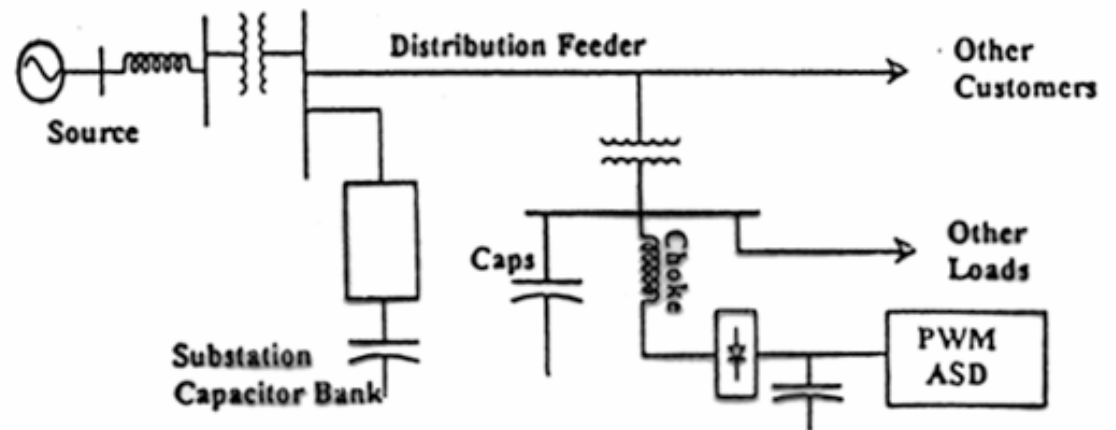 Distribution Feeder
Other
Customers
Source
Caps
Choke
Other
Loads
PWM
ASD
Substation
Capacitor Bank